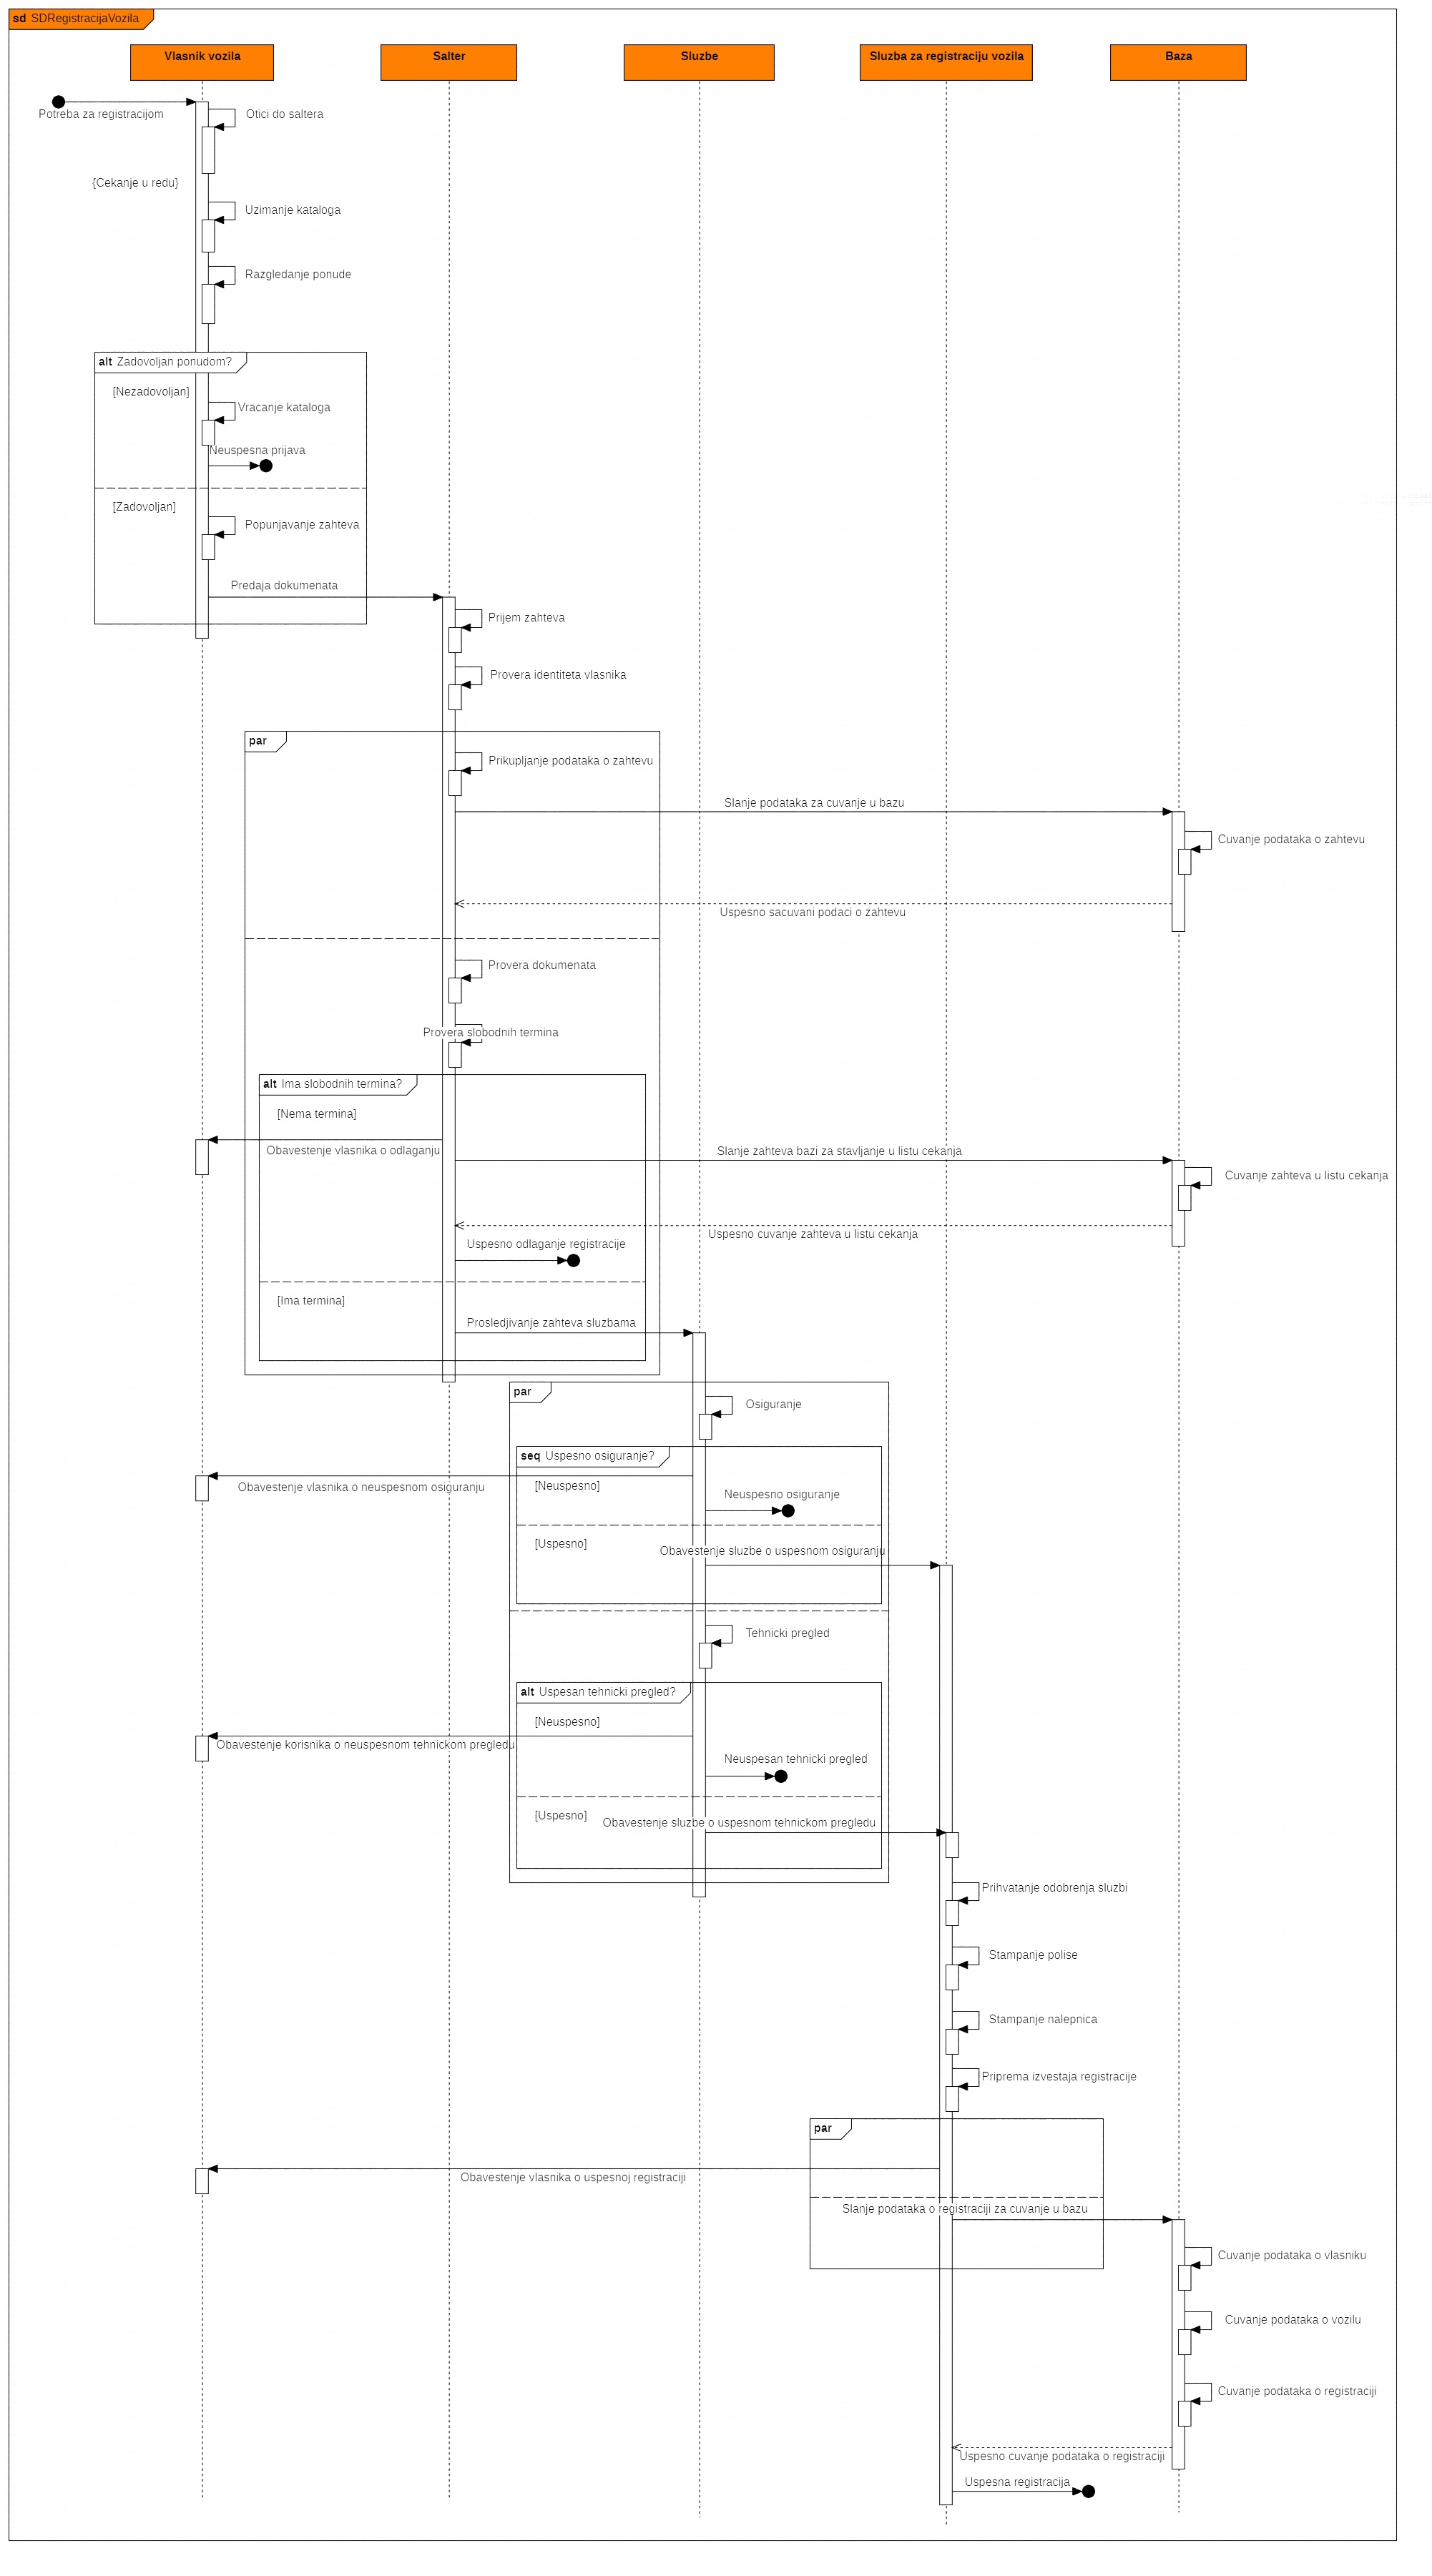 sd SDRegistracijaVozila
Vlasnik vozila
Salter
Sluzbe
Sluzba za registraciju vozila
Baza
Potreba za registracijom
Otici do saltera
{Cekanje u redu}
Uzimanje kataloga
Razgledanje ponude
alt Zadovoljan ponudom?
[Nezadovoljan]
Vracanje kataloga
Neuspesna prijava
[Zadovoljan]
Popunjavanje zahteva
Predaja dokumenata
Prijem zahteva
Provera identiteta vlasnika
par
Prikupljanje podataka o zahtevu
Slanje podataka za cuvanje u bazu
Cuvanje podataka o zahtevu
Uspesno sacuvani podaci o zahtevu
Provera dokumenata
Provera slobodnih termina
alt Ima slobodnih termina?
[Nema termina]
Obavestenje vlasnika o odlaganju
Slanje zahteva bazi za stavljanje u listu cekanja
Cuvanje zahteva u listu cekanja
Uspesno cuvanje zahteva u listu cekanja
Uspesno odlaganje registracije
[Ima termina]
Prosledjivanje zahteva sluzbama
par
Osiguranje
seq Uspesno osiguranje?
[Neuspesno]
Obavestenje vlasnika o neuspesnom osiguranju
Neuspesno osiguranje
[Uspesno]
Obavestenje sluzbe o uspesnom osiguranju
Tehnicki pregled
alt Uspesan tehnicki pregled?
[Neuspesno]
Obavestenje korisnika o neuspesnom tehnickom pregledu
Neuspesan tehnicki pregled
[Uspesno]
Obavestenje sluzbe o uspesnom tehnickom pregledu
Prihvatanje odobrenja sluzbi
Stampanje polise
Stampanje nalepnica
Priprema izvestaja registracije
par
Obavestenje vlasnika o uspesnoj registraciji
Slanje podataka o registraciji za cuvanje u bazu
Cuvanje podataka o vlasniku
Cuvanje podataka o vozilu
Cuvanje podataka o registraciji
Uspesno cuvanje podataka o registraciji
Uspesna registracija